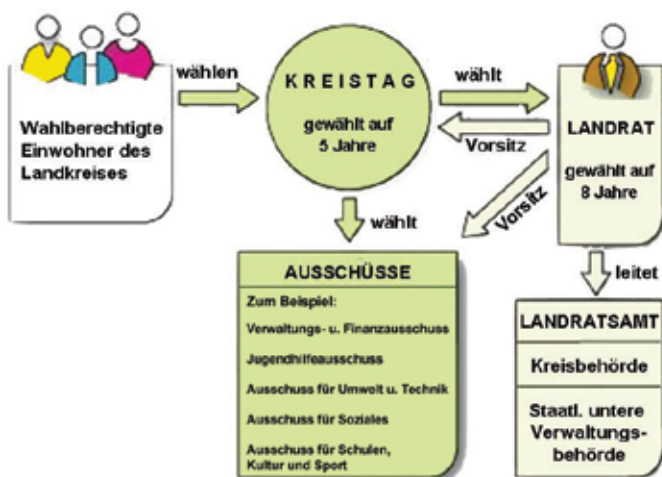 wählen
Wahlberechtigte
Einwohner des
Landkreises
KREISTAG
gewählt auf
5 Jahre
wählt
Vorsitz
LANDRAT
gewählt auf
8 Jahre
Vorsitz
wählt
leitet
AUSSCHÜSSE
Zum Beispiel:
Verwaltungs- u. Finanzausschuss
Jugendhilfeausschuss
Ausschuss für Umwelt u. Technik
Ausschuss für Soziales
Ausschuss für Schulen,
Kultur und Sport
LANDRATSAMT
Kreisbehörde
Staatl. untere
Verwaltungs-
behörde